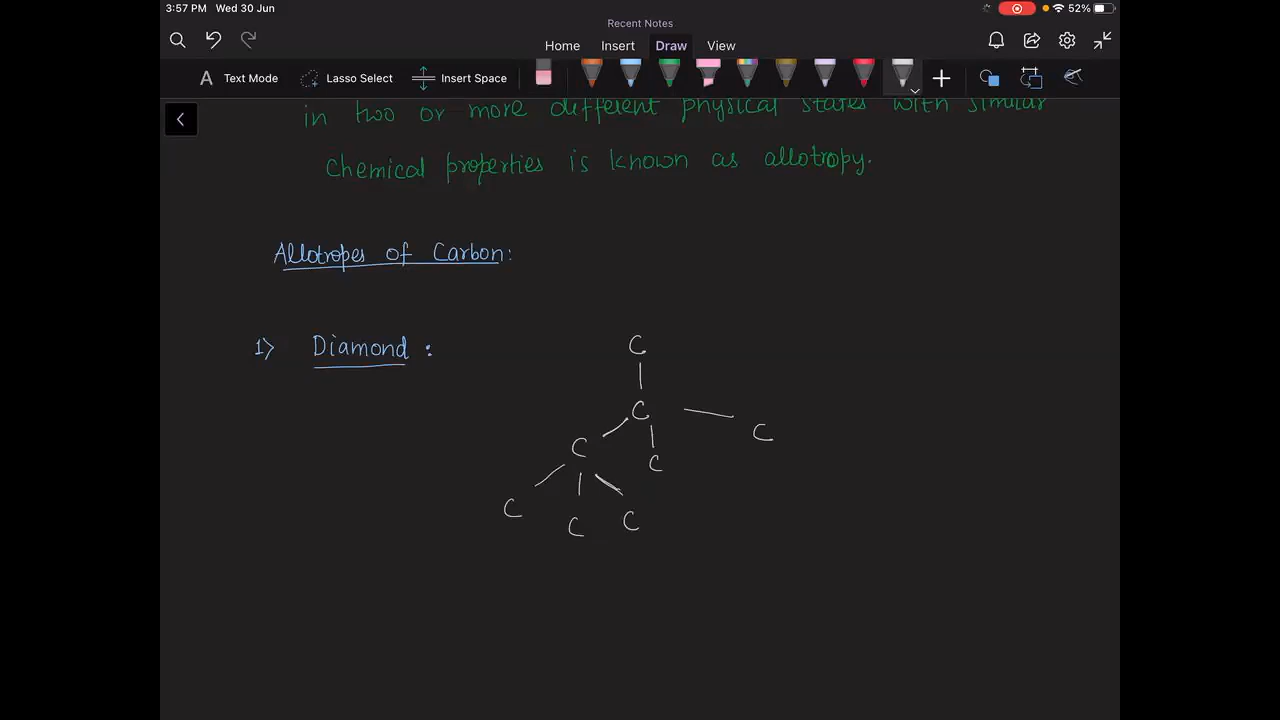 3:57 PM Wed 30 Jun
52%
Recent Notes
Home Insert Draw View
A Text Mode Lasso Select Insert Space
in two or more different physical states with similar
chemical properties is known as allotropy.
Allotropes of Carbon:
1> Diamond :
C
C
C
C
C
C
C
C